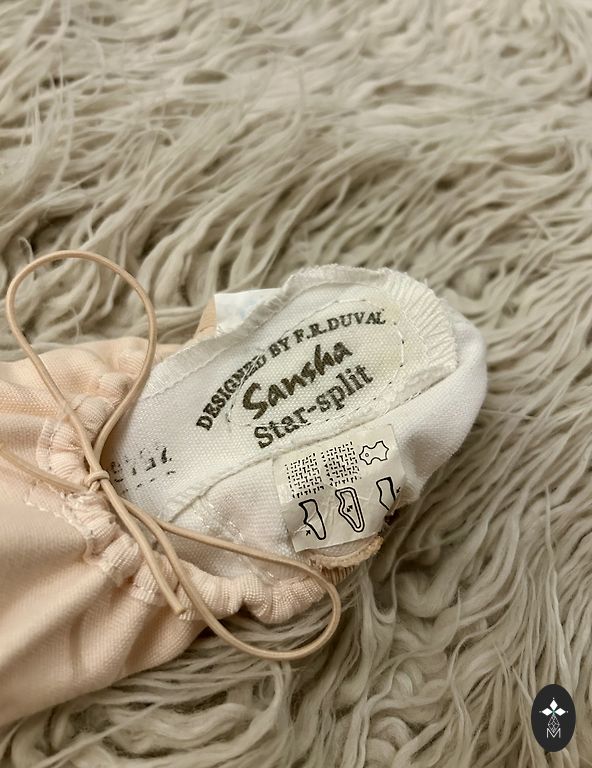 DESIGNED BY F.R.DUVAL
Sansha
Star-split
M